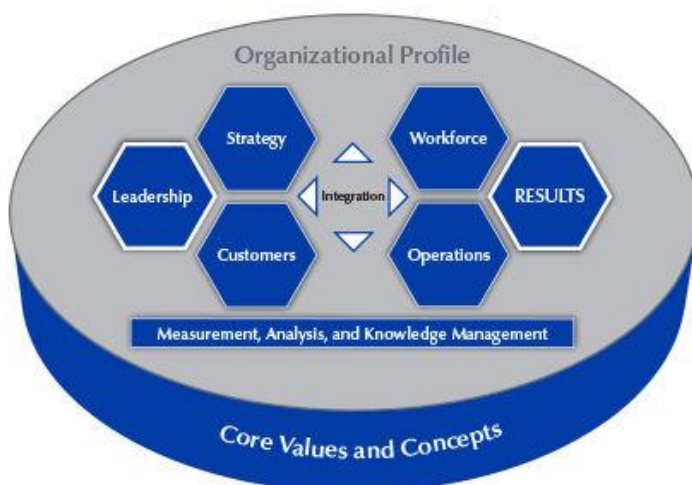 Organizational Profile
Strategy
Workforce
Leadership
Integration
RESULTS
Customers
Operations
Measurement, Analysis, and Knowledge Management
Core Values and Concepts